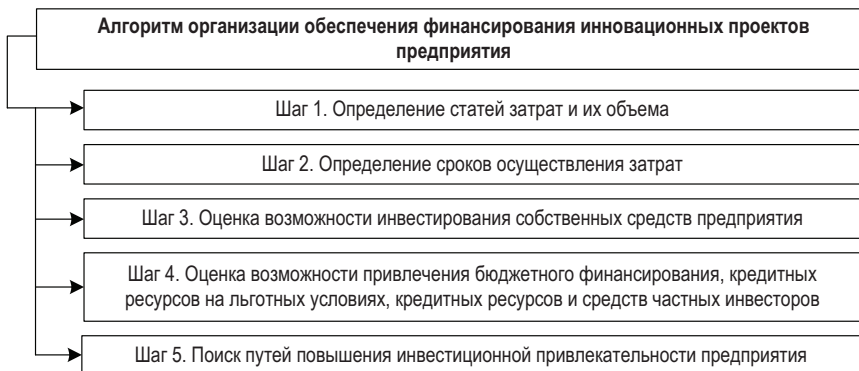 Алгоритм организации обеспечения финансирования инновационных проектов
предприятия
Шаг 1. Определение статей затрат и их объема
Шаг 2. Определение сроков осуществления затрат
Шаг 3. Оценка возможности инвестирования собственных средств предприятия
Шаг 4. Оценка возможности привлечения бюджетного финансирования, кредитных
ресурсов на льготных условиях, кредитных ресурсов и средств частных инвесторов
Шаг 5. Поиск путей повышения инвестиционной привлекательности предприятия